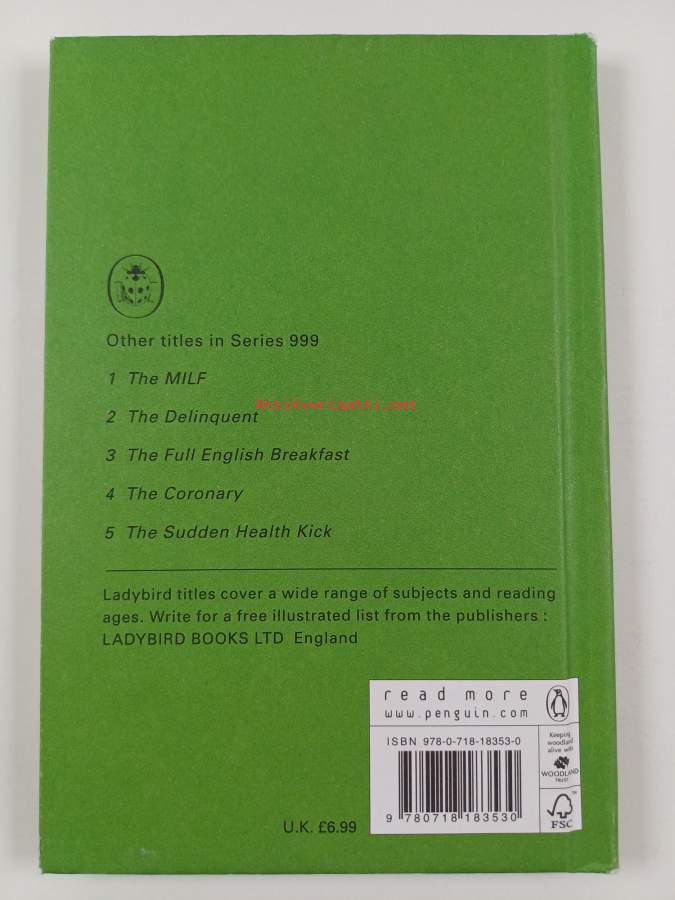 Other titles in Series 999
1 The MILF
Antikvariaatti.net
2 The Delinquent
3 The Full English Breakfast
4 The Coronary
5 The Sudden Health Kick
Ladybird titles cover a wide range of subjects and reading
ages. Write for a free illustrated list from the publishers :
LADYBIRD BOOKS LTD England
read more
www.penguin.com
ISBN 978-0-718-18353-0
9 780718 183530
Keeping
woodland
alive with
WOODLAND
TRUST
FSC™
U.K. £6.99